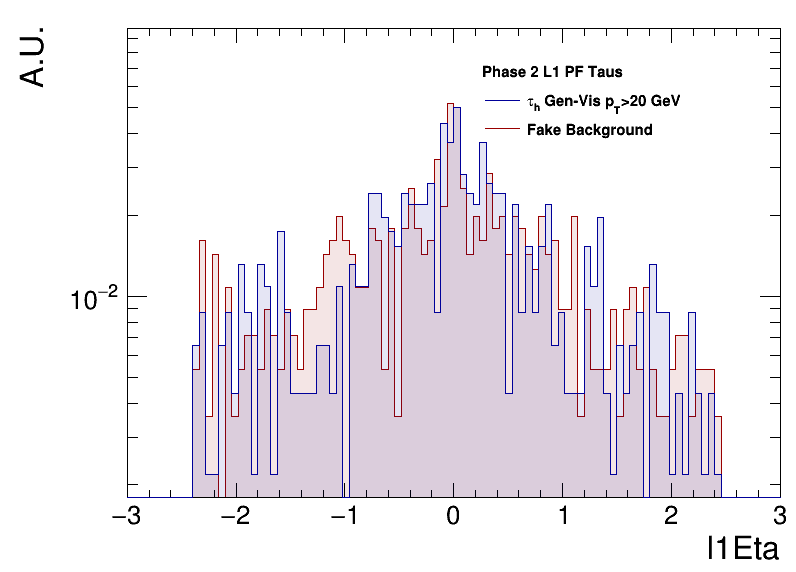 A.U.
Phase 2 L1 PF Taus
τh Gen-Vis pT>20 GeV
Fake Background
10−2
−3 −2 −1 0 1 2 3
l1Eta